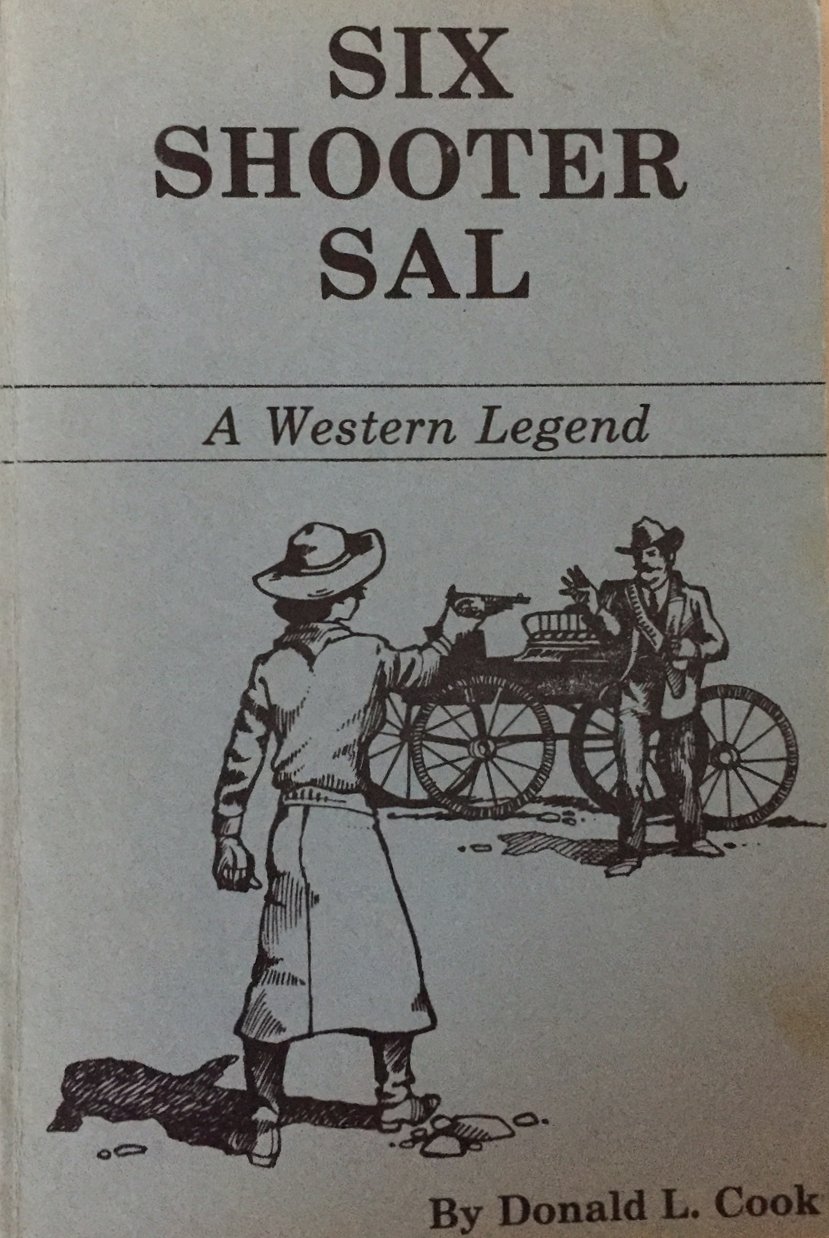 SIX
SHOOTER
SAL
A Western Legend
By Donald L. Cook